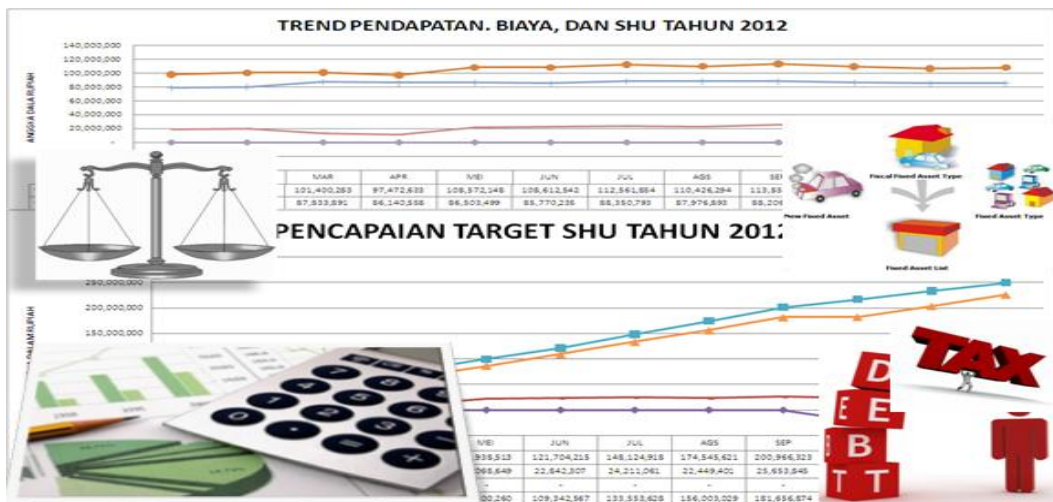 TREND PENDAPATAN. BIAYA, DAN SHU TAHUN 2012
140,000,000
120,000,000
100,000,000
80,000,000
60,000,000
40,000,000
20,000,000
-
MAR APR MEI JUN JUL AGS SEP
101,400,263 97,472,633 108,572,148 108,612,542 112,561,854 110,426,294
87,833,891 86,140,558 86,503,499 85,770,235 88,350,793 87,976,893
Fiscal Fixed Asset Type
New Fixed Asset
Fixed Asset Type
Fixed Asset List
PENCAPAIAN TARGET SHU TAHUN 2012
250,000,000
200,000,000
150,000,000
TAX
DEBT
MEI JUN JUL AGS SEP
121,704,215 148,124,918 174,545,621 200,966,323
22,842,307 24,211,061 22,449,401 25,653,845
- - - -
109,342,567 133,553,628 156,003,029 181,656,874